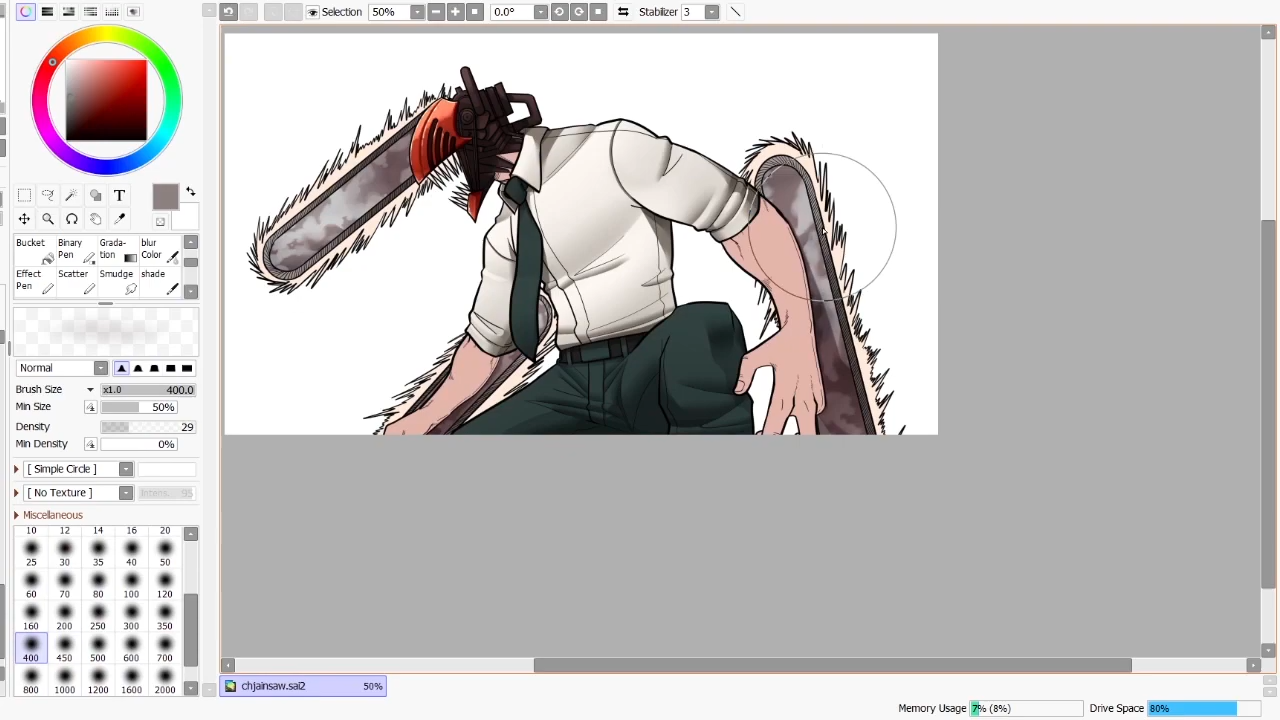 Selection 50% 0.0° Stabilizer 3
T
Bucket Binary Pen Grada-tion blur Color
Effect Pen Scatter Smudge shade
Normal
Brush Size x1.0 400.0
Min Size 50%
Density 29
Min Density 0%
[ Simple Circle ]
[ No Texture ] Intens. 95
Miscellaneous
10 12 14 16 20
25 30 35 40 50
60 70 80 100 120
160 200 250 300 350
400 450 500 600 700
800 1000 1200 1600 2000
chjainsaw.sai2 50%
Memory Usage 7% (8%) Drive Space 80%